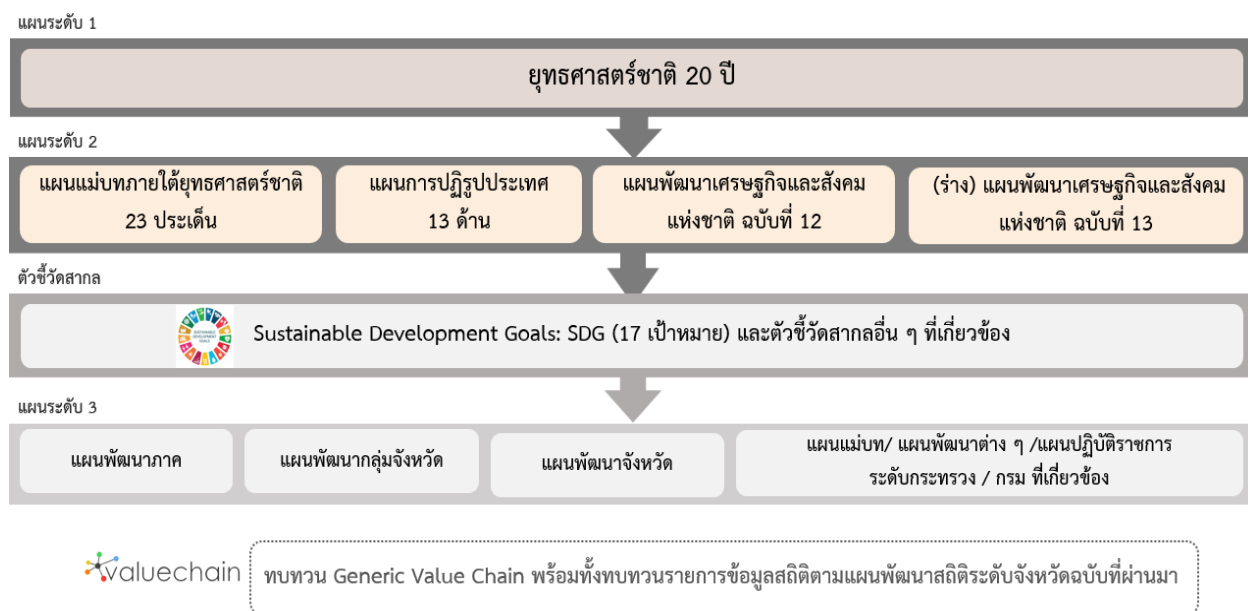 แผนระดับ 1
ยุทธศาสตร์ชาติ 20 ปี
แผนระดับ 2
แผนแม่บทภายใต้ยุทธศาสตร์ชาติ
23 ประเด็น
แผนการปฏิรูปประเทศ
13 ด้าน
แผนพัฒนาเศรษฐกิจและสังคม
แห่งชาติ ฉบับที่ 12
(ร่าง) แผนพัฒนาเศรษฐกิจและสังคม
แห่งชาติ ฉบับที่ 13
ตัวชี้วัดสากล
SUSTAINABLE
DEVELOPMENT
GOALS
Sustainable Development Goals: SDG (17 เป้าหมาย) และตัวชี้วัดสากลอื่น ๆ ที่เกี่ยวข้อง
แผนระดับ 3
แผนพัฒนาภาค
แผนพัฒนากลุ่มจังหวัด
แผนพัฒนาจังหวัด
แผนแม่บท/ แผนพัฒนาต่าง ๆ /แผนปฏิบัติราชการ
ระดับกระทรวง / กรม ที่เกี่ยวข้อง
valuechain
ทบทวน Generic Value Chain พร้อมทั้งทบทวนรายการข้อมูลสถิติตามแผนพัฒนาสถิติระดับจังหวัดฉบับที่ผ่านมา